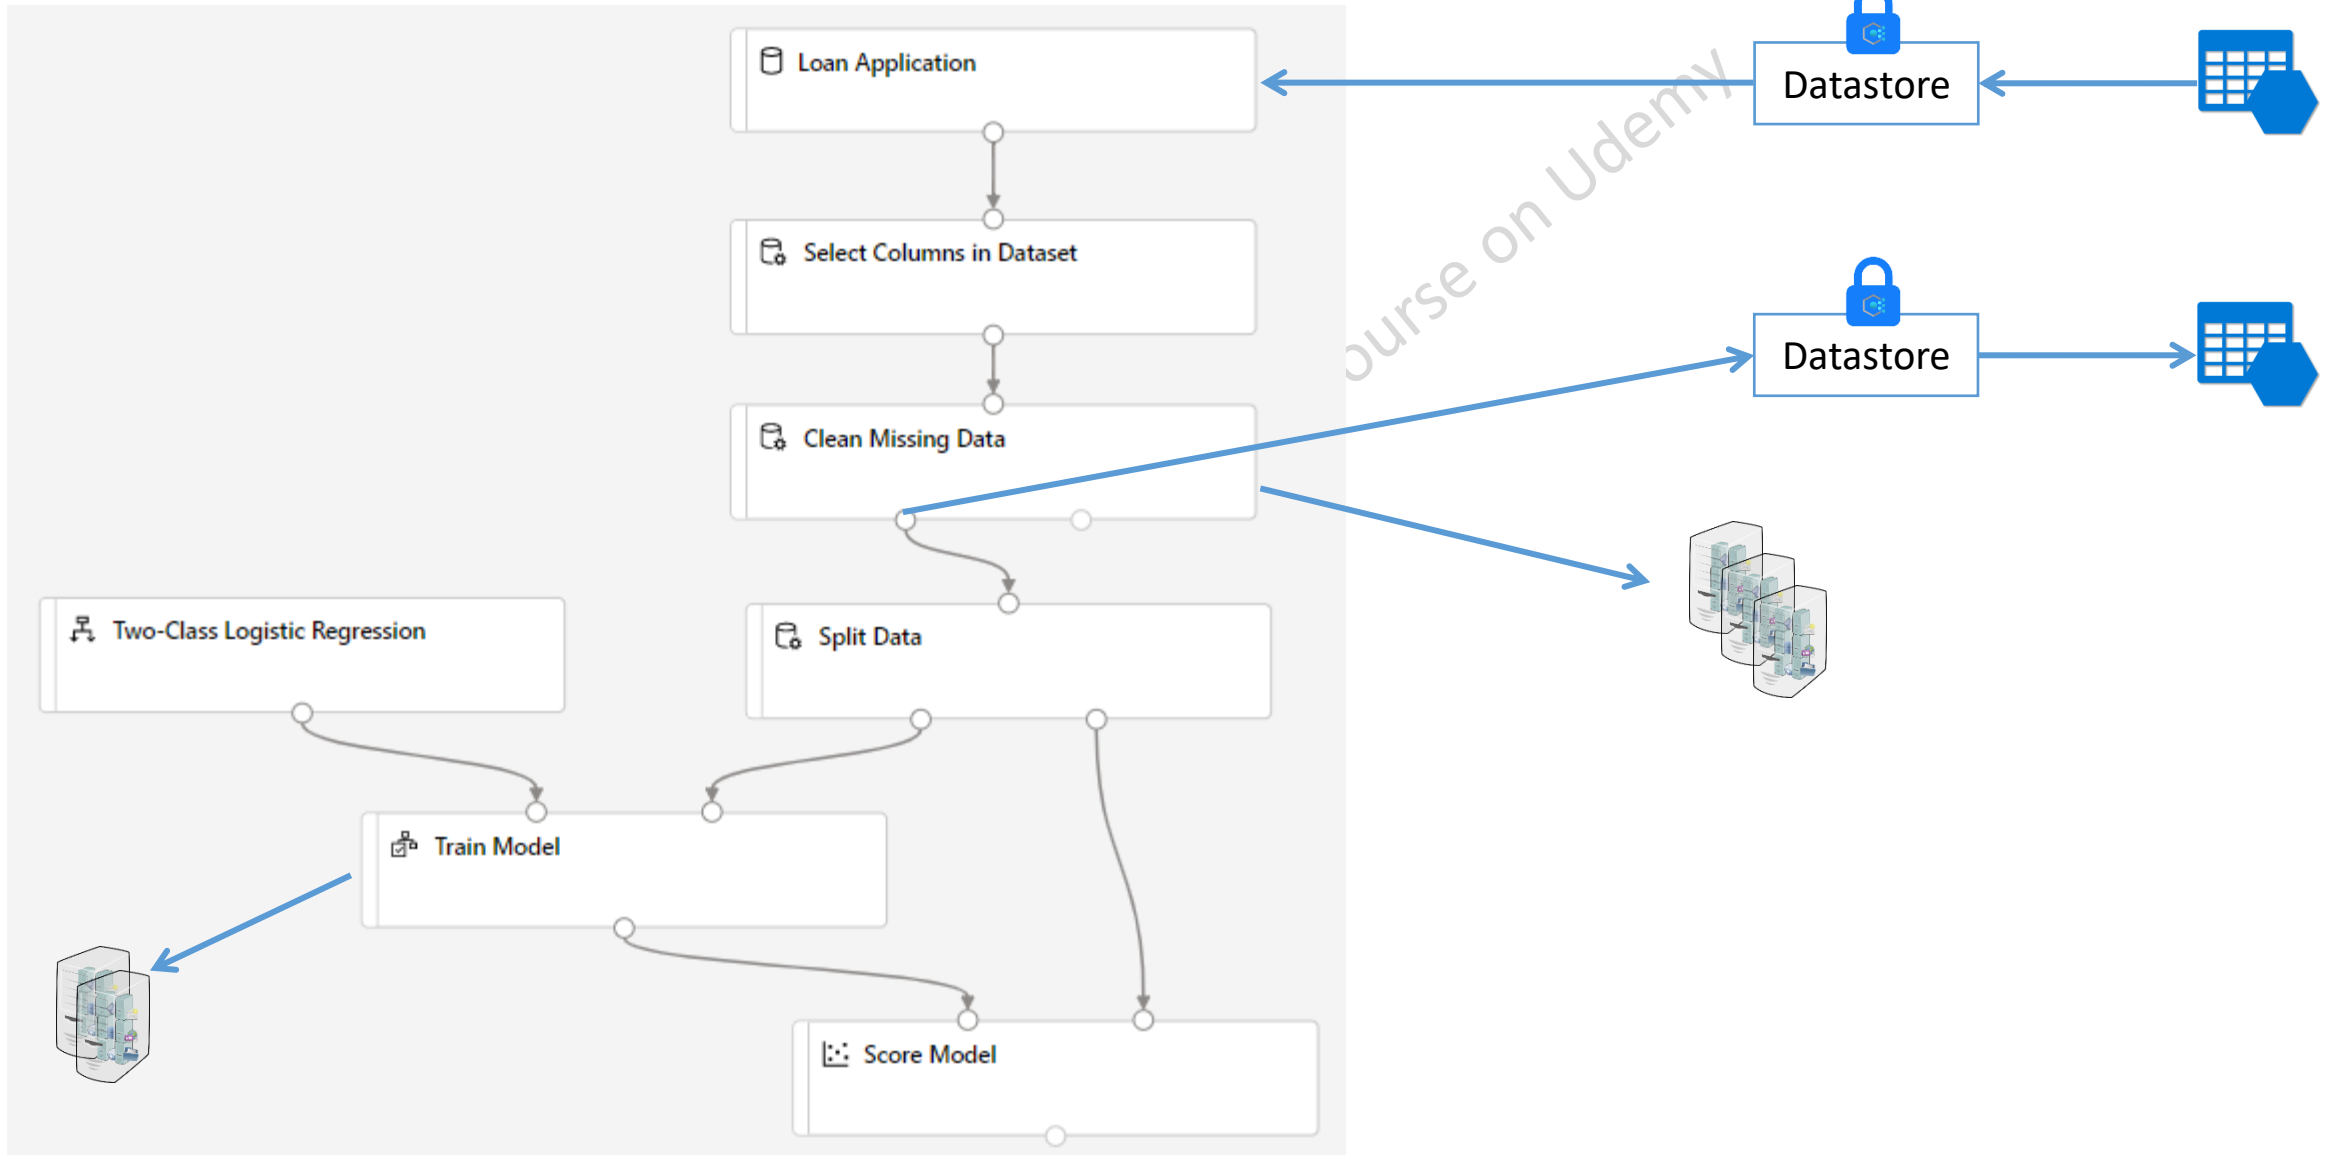 Loan Application
Datastore
Select Columns in Dataset
Datastore
Clean Missing Data
Two-Class Logistic Regression
Split Data
Train Model
Score Model
on Udemy